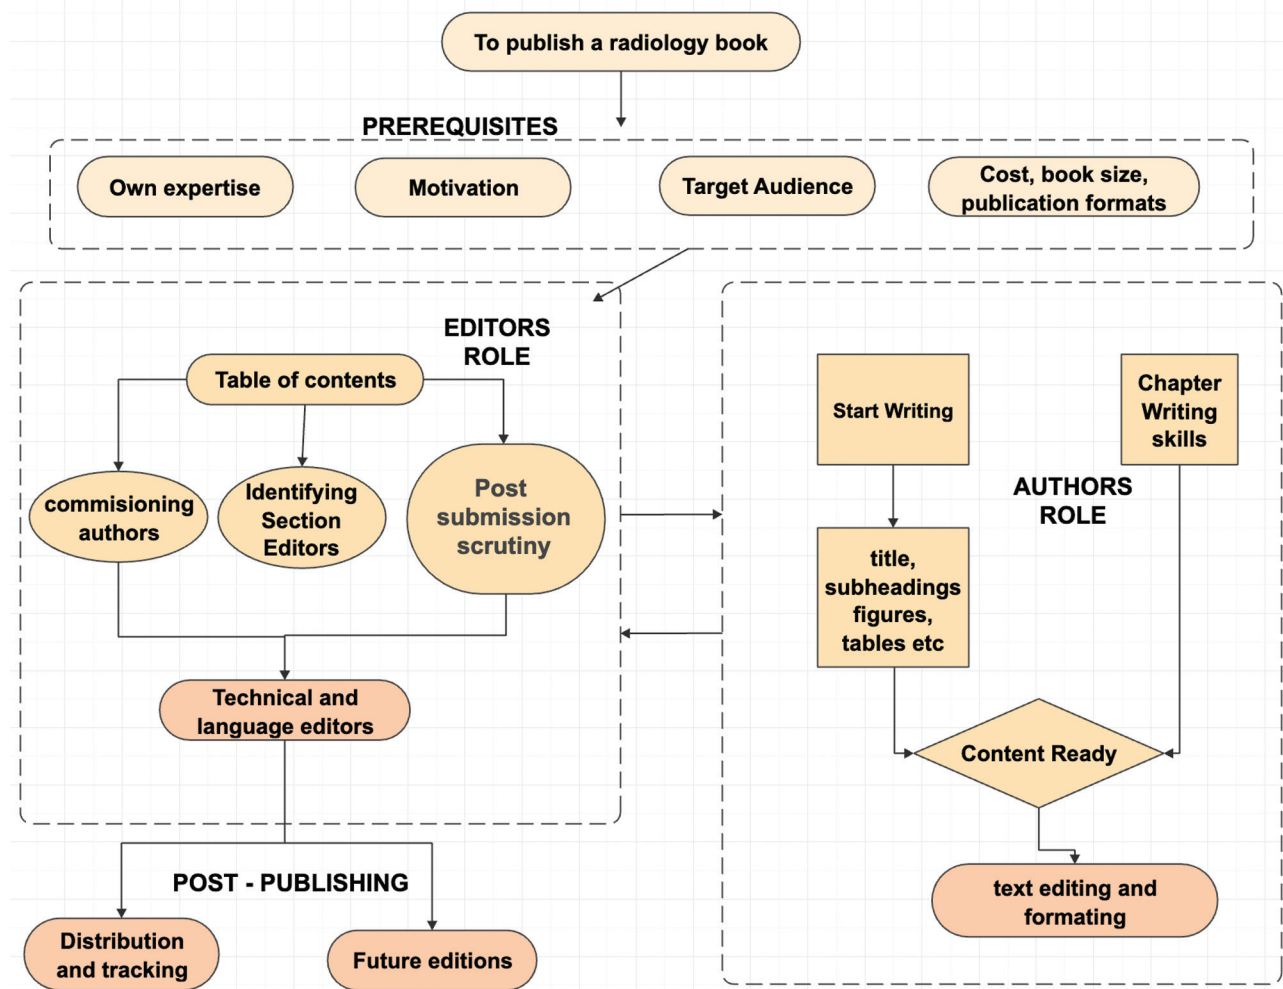 To publish a radiology book
PREREQUISITES
Own expertise
Motivation
Target Audience
Cost, book size,
publication formats
EDITORS
ROLE
Table of contents
commisioning
authors
Identifying
Section
Editors
Post
submission
scrutiny
Technical and
language editors
POST - PUBLISHING
Distribution
and tracking
Future editions
Start Writing
Chapter
Writing
skills
AUTHORS
ROLE
title,
subheadings
figures,
tables etc
Content Ready
text editing and
formating